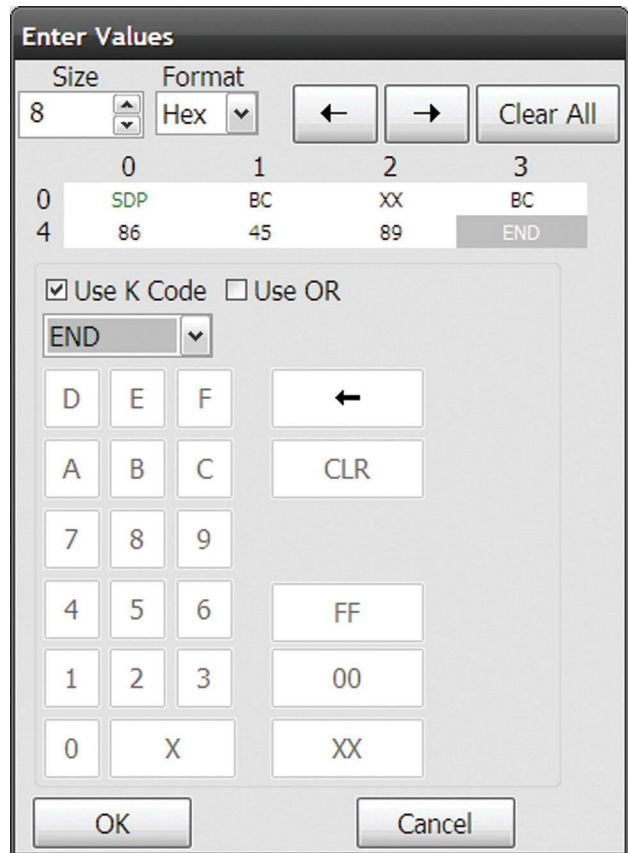 Enter Values
Size Format
8 Hex ← → Clear All
0 1 2 3
0 SDP BC XX BC
4 86 45 89 END
Use K Code Use OR
END
D E F ←
A B C CLR
7 8 9
4 5 6 FF
1 2 3 00
0 X XX
OK Cancel